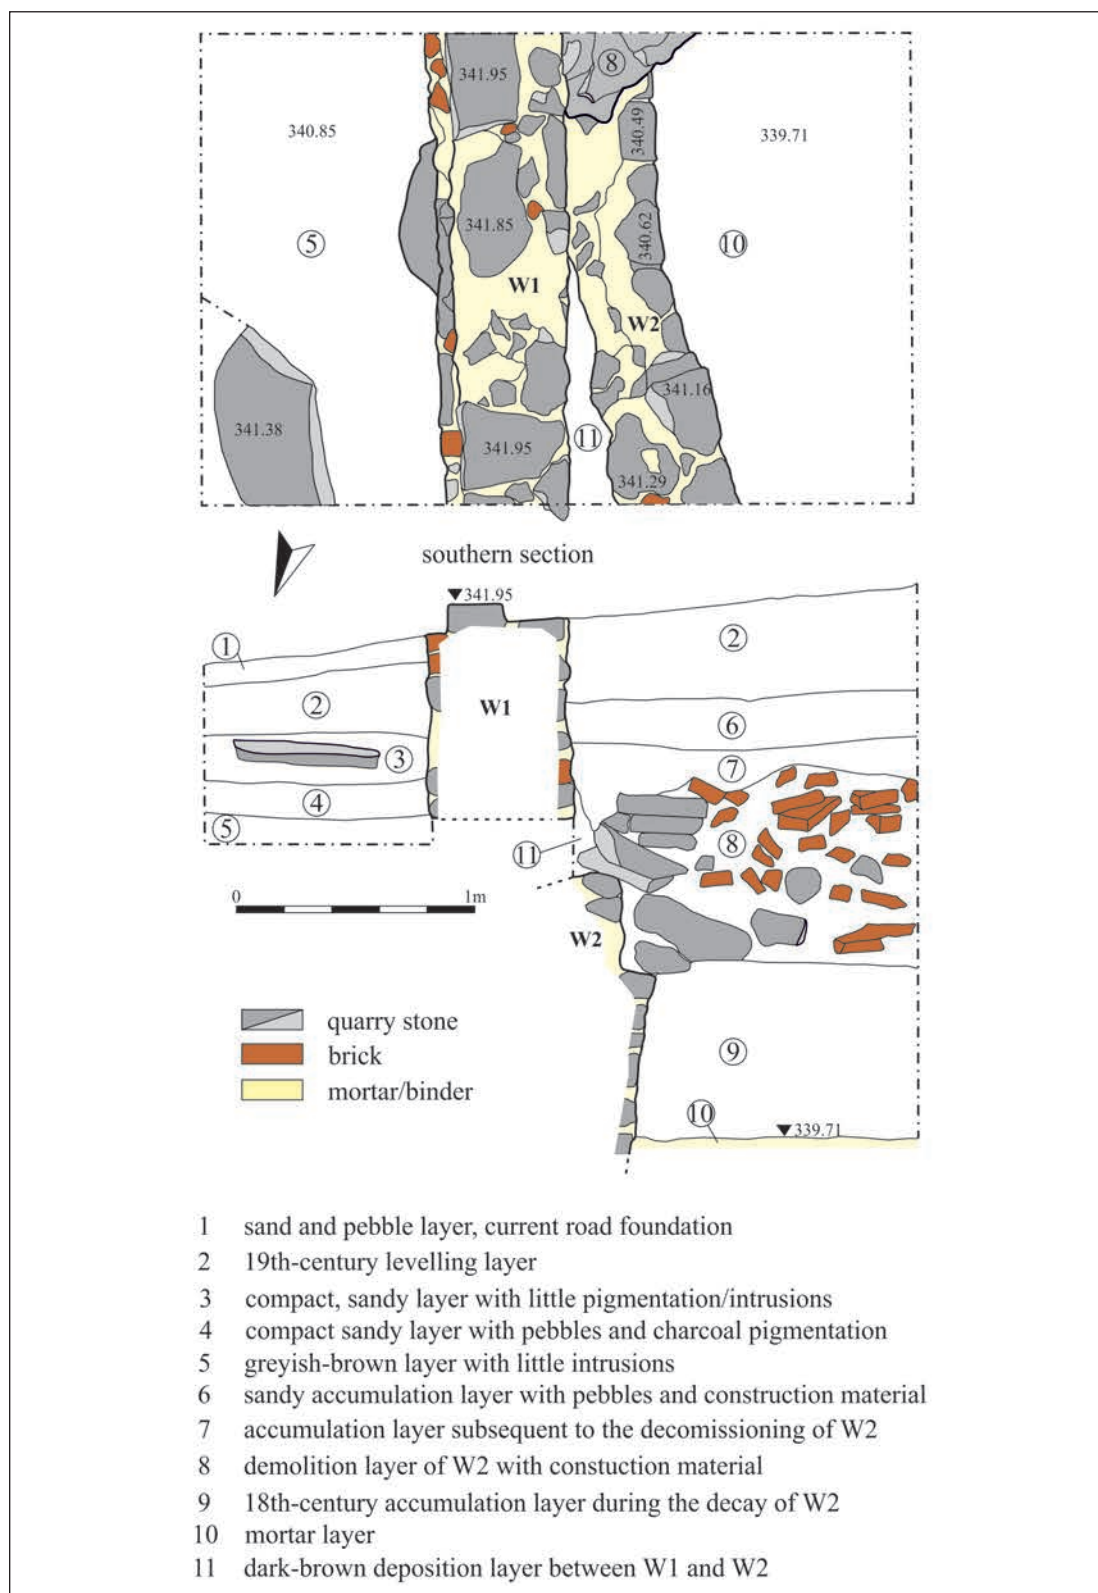 341.95
8
340.85
340.49
339.71
341.85
340.62
5
10
W1
W2
341.16
341.38
11
341.95
341.29
southern section
341.95
1
2
2
W1
6
3
7
4
5
8
11
0
1m
W2
quarry stone
brick
9
mortar/binder
10
339.71
1 sand and pebble layer, current road foundation
2 19th-century levelling layer
3 compact, sandy layer with little pigmentation/intrusions
4 compact sandy layer with pebbles and charcoal pigmentation
5 greyish-brown layer with little intrusions
6 sandy accumulation layer with pebbles and construction material
7 accumulation layer subsequent to the decomissioning of W2
8 demolition layer of W2 with constuction material
9 18th-century accumulation layer during the decay of W2
10 mortar layer
11 dark-brown deposition layer between W1 and W2